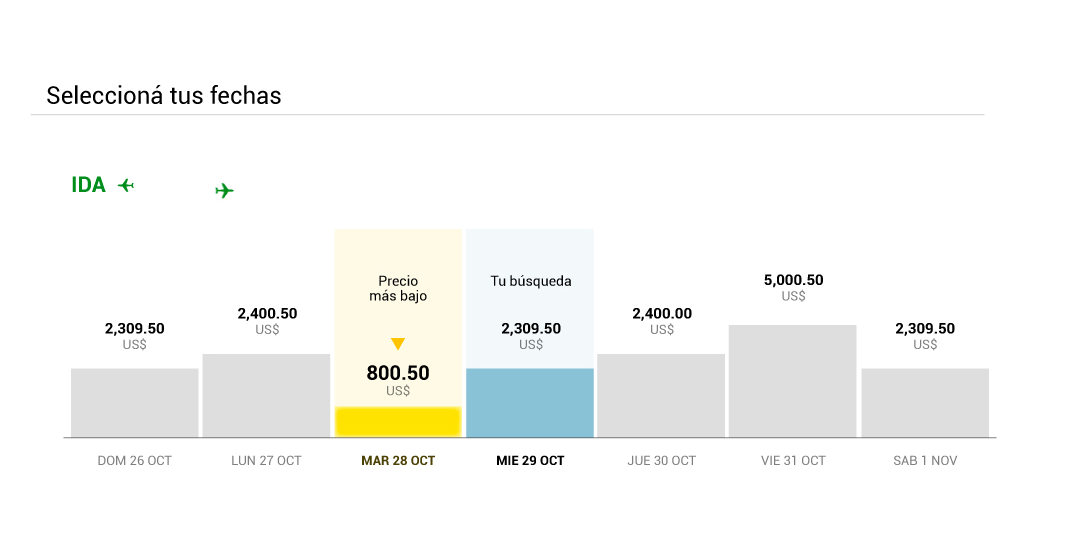 Seleccioná tus fechas
IDA
Precio
más bajo
Tu búsqueda
2,309.50
US$
2,400.50
US$
800.50
US$
2,309.50
US$
2,400.00
US$
5,000.50
US$
2,309.50
US$
DOM 26 OCT
LUN 27 OCT
MAR 28 OCT
MIE 29 OCT
JUE 30 OCT
VIE 31 OCT
SAB 1 NOV